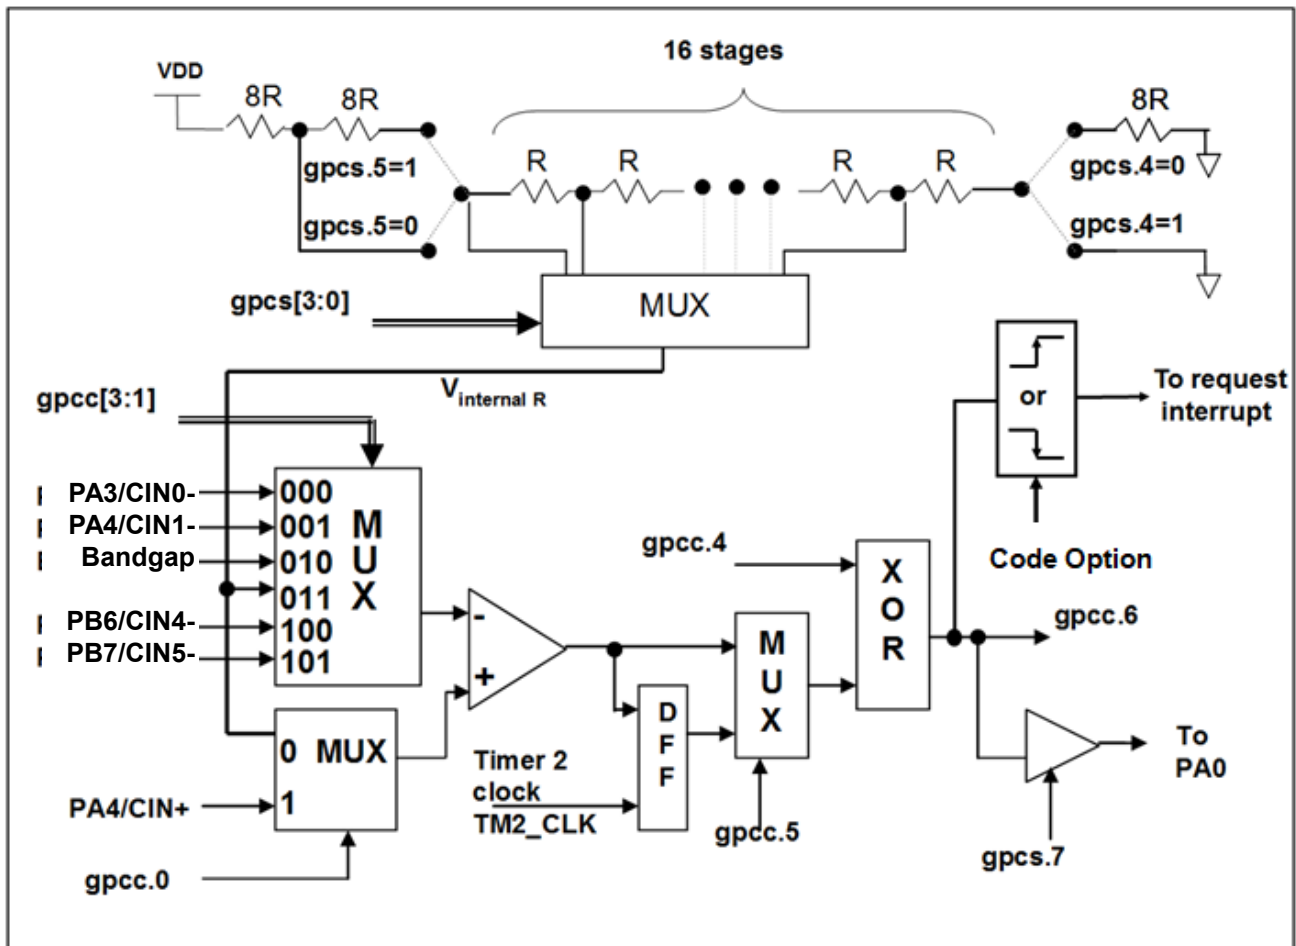 16 stages
VDD
8R
8R
8R
gpcs.5=1
R
R
R
R
gpcs.4=0
gpcs.5=0
gpcs.4=1
gpcs[3:0]
MUX
V internal R
gpcc[3:1]
or
To request
interrupt
Code Option
PA3/CIN0-
000
PA4/CIN1-
001
Bandgap
010
011
PB6/CIN4-
100
PB7/CIN5-
101
M
U
X
-
+
gpcc.4
X
O
R
gpcc.6
M
U
X
D
F
F
Timer 2
clock
TM2_CLK
gpcc.5
0
MUX
1
PA4/CIN+
gpcc.0
To
PA0
gpcs.7